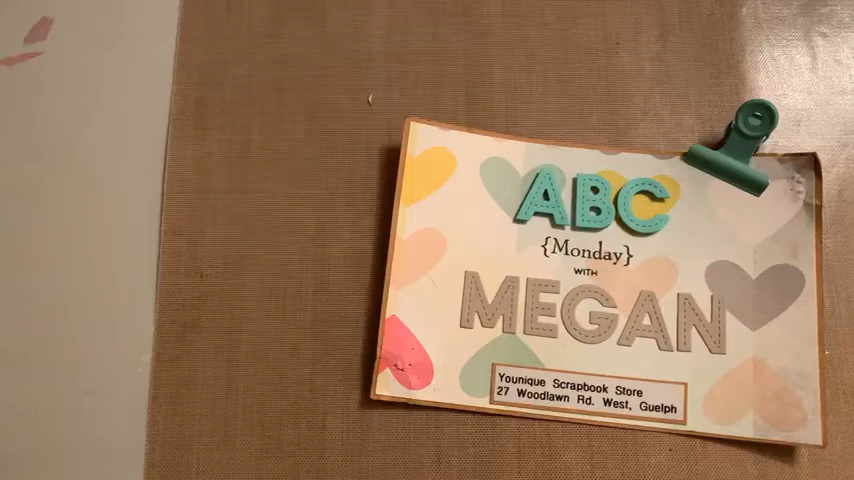 ABC
{Monday}
WITH
MEGAN
Younique Scrapbook Store
27 Woodlawn Rd. West, Guelph